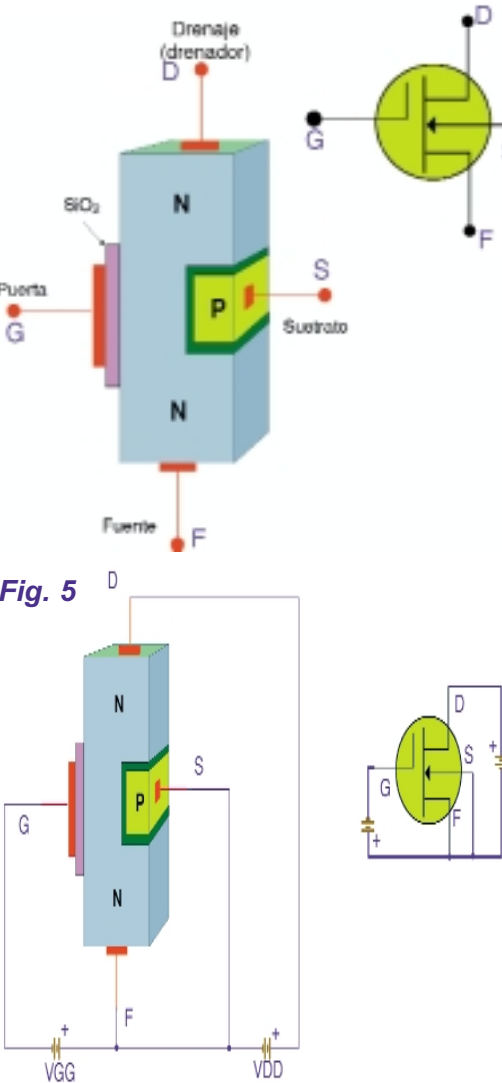 Drenaje
(drenador)
D
D
SiO₂
N
G
Puerta
G
S
P
Sustrato
F
N
Fuente
F
Fig. 5
D
N
D
S
S
P
G
G
F
N
F
+
+
+
+
VGG
VDD